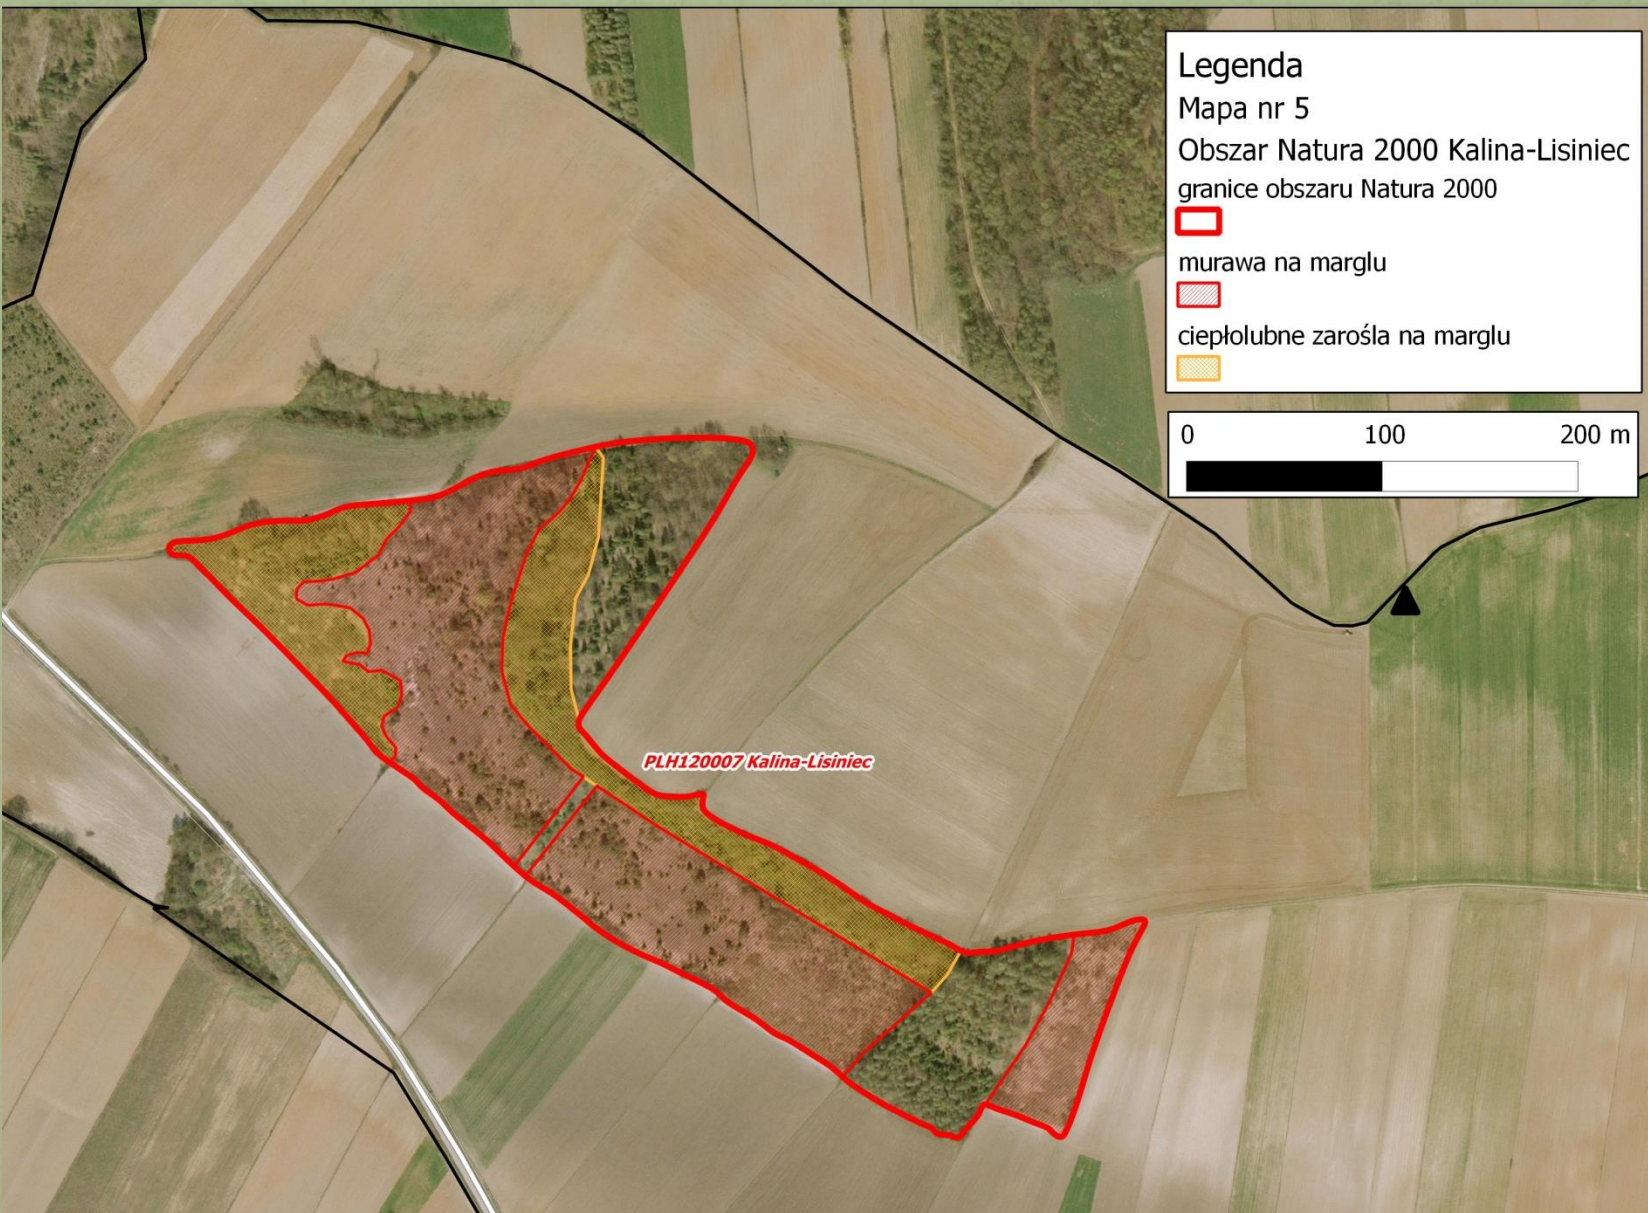 Legenda
Mapa nr 5
Obszar Natura 2000 Kalina-Lisiniec
granice obszaru Natura 2000
murawa na marglu
ciepłolubne zarośla na marglu
0 100 200 m
PLH120007 Kalina-Lisiniec